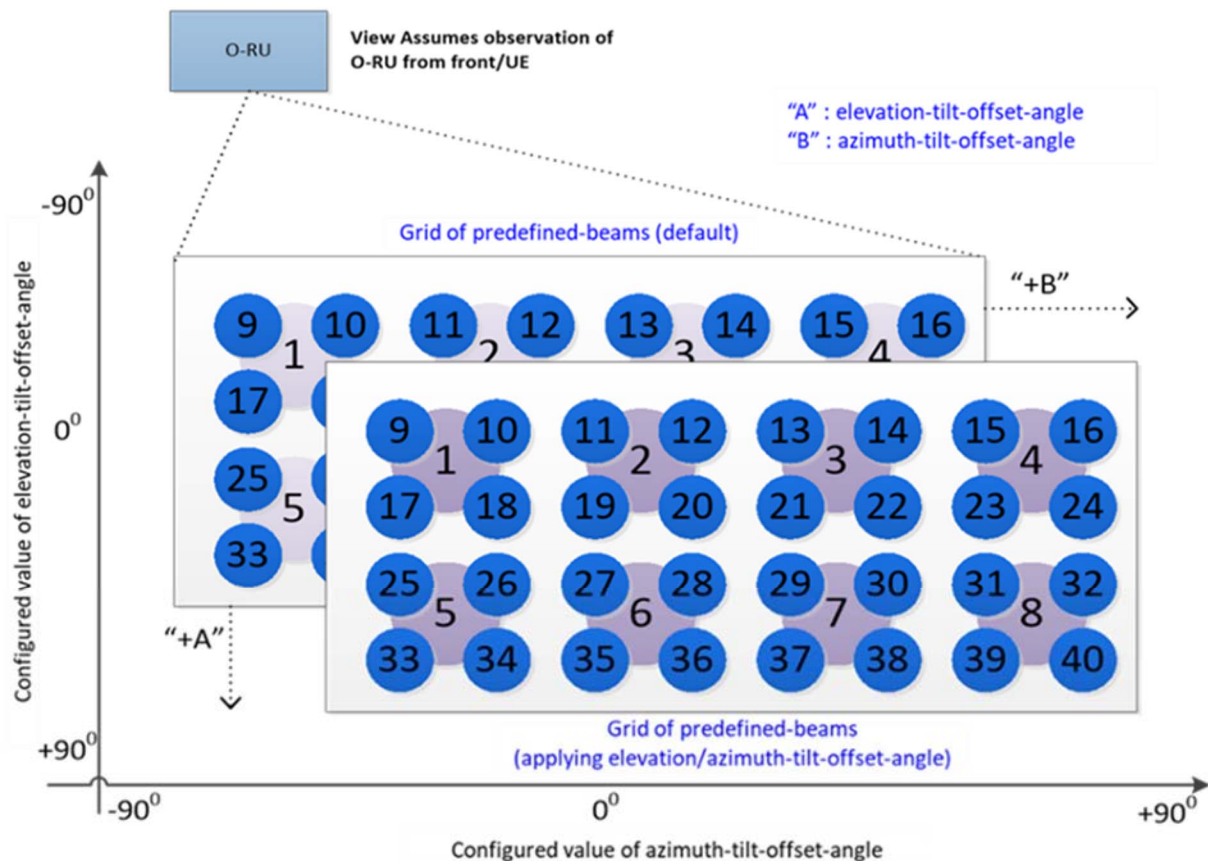 O-RU
View Assumes observation of
O-RU from front/UE
“A” : elevation-tilt-offset-angle
“B” : azimuth-tilt-offset-angle
-90⁰
Grid of predefined-beams (default)
“+B”
9 10 11 12 13 14 15 16
1 2 3 4
17
25
5
33
Configured value of elevation-tilt-offset-angle
0⁰
9 10 11 12 13 14 15 16
1 2 3 4
17 18 19 20 21 22 23 24
25 26 27 28 29 30 31 32
5 6 7 8
33 34 35 36 37 38 39 40
“+A”
Grid of predefined-beams
(applying elevation/azimuth-tilt-offset-angle)
+90⁰
-90⁰ 0⁰ +90⁰
Configured value of azimuth-tilt-offset-angle